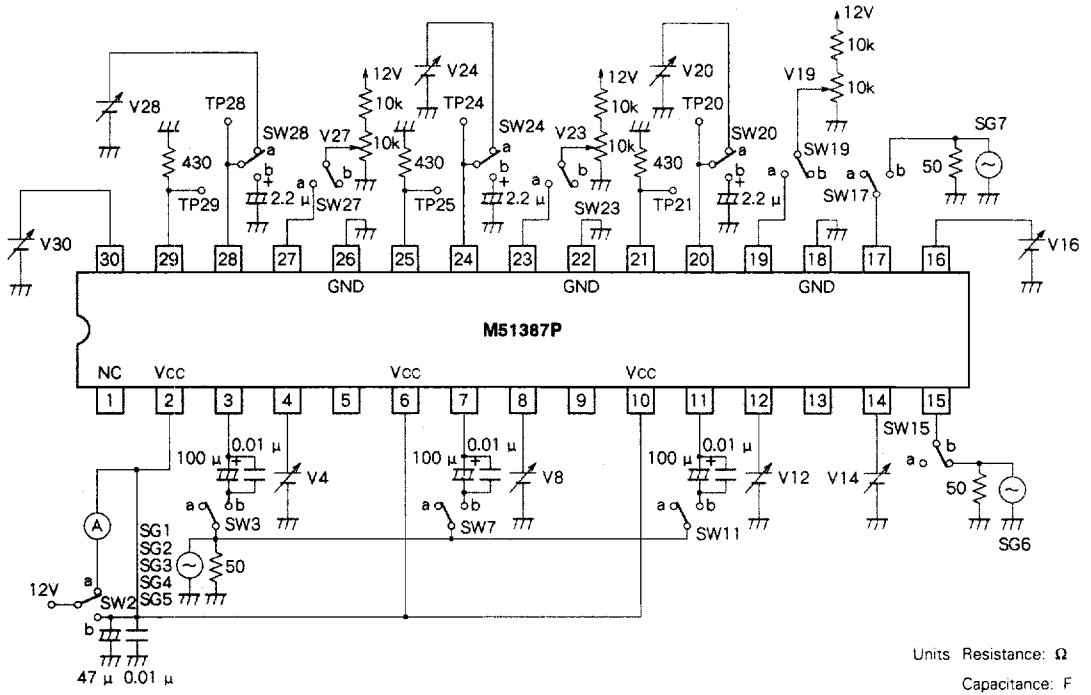 12V
10k
V24
V20
V19
10k
12V
12V
V28
TP28
10k
TP24
10k
TP20
SW28
V27
SW24
V23
SW20
SW19
SG7
a
10k
a
10k
a
430
b
430
b
430
b
a
b
a
b
50
+
a
b
+
a
b
+
SW17
TP29
2.2 μ
SW27
TP25
2.2 μ
SW23
TP21
2.2 μ
V30
V16
30
29
28
27
26
25
24
23
22
21
20
19
18
17
16
GND
GND
GND
M51387P
NC
VCC
VCC
VCC
1
2
3
4
5
6
7
8
9
10
11
12
13
14
15
SW15
0.01 μ
0.01 μ
0.01 μ
b
100 μ
+
100 μ
+
100 μ
+
a
V4
V8
V12
V14
50
a
b
a
b
a
b
A
SW3
SW7
SW11
SG6
SG1
SG2
SG3
SG4
SG5
50
a
12V
SW2
b
47 μ
0.01 μ
Units Resistance: Ω
Capacitance: F